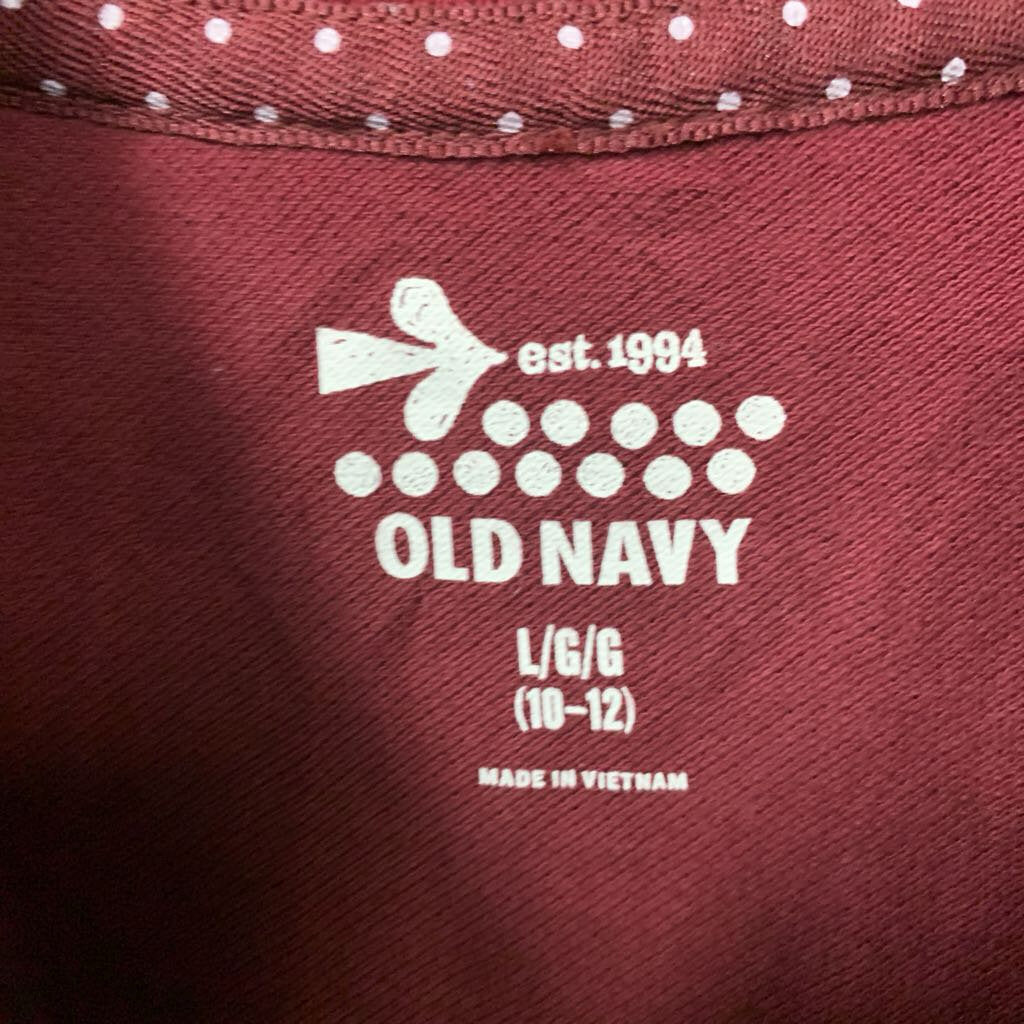 est. 1994
OLD NAVY
L/G/G
(10-12)
MADE IN VIETNAM